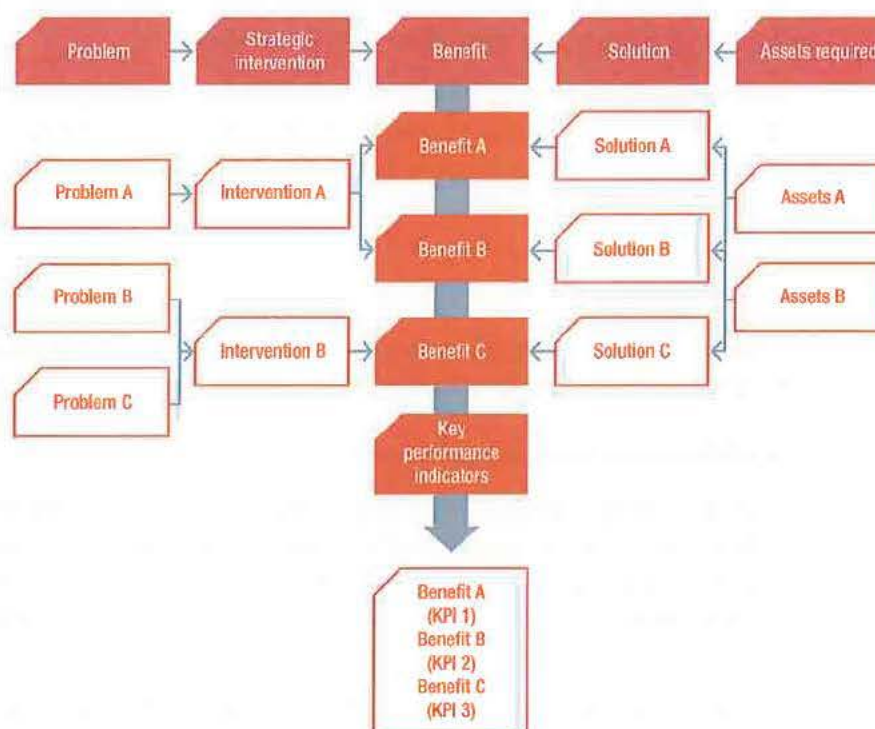 Problem
Strategic
intervention
Benefit
Solution
Assets required
Benefit A
Solution A
Problem A
Intervention A
Assets A
Benefit B
Solution B
Problem B
Assets B
Intervention B
Benefit C
Solution C
Problem C
Key
performance
indicators
Benefit A
(KPI 1)
Benefit B
(KPI 2)
Benefit C
(KPI 3)